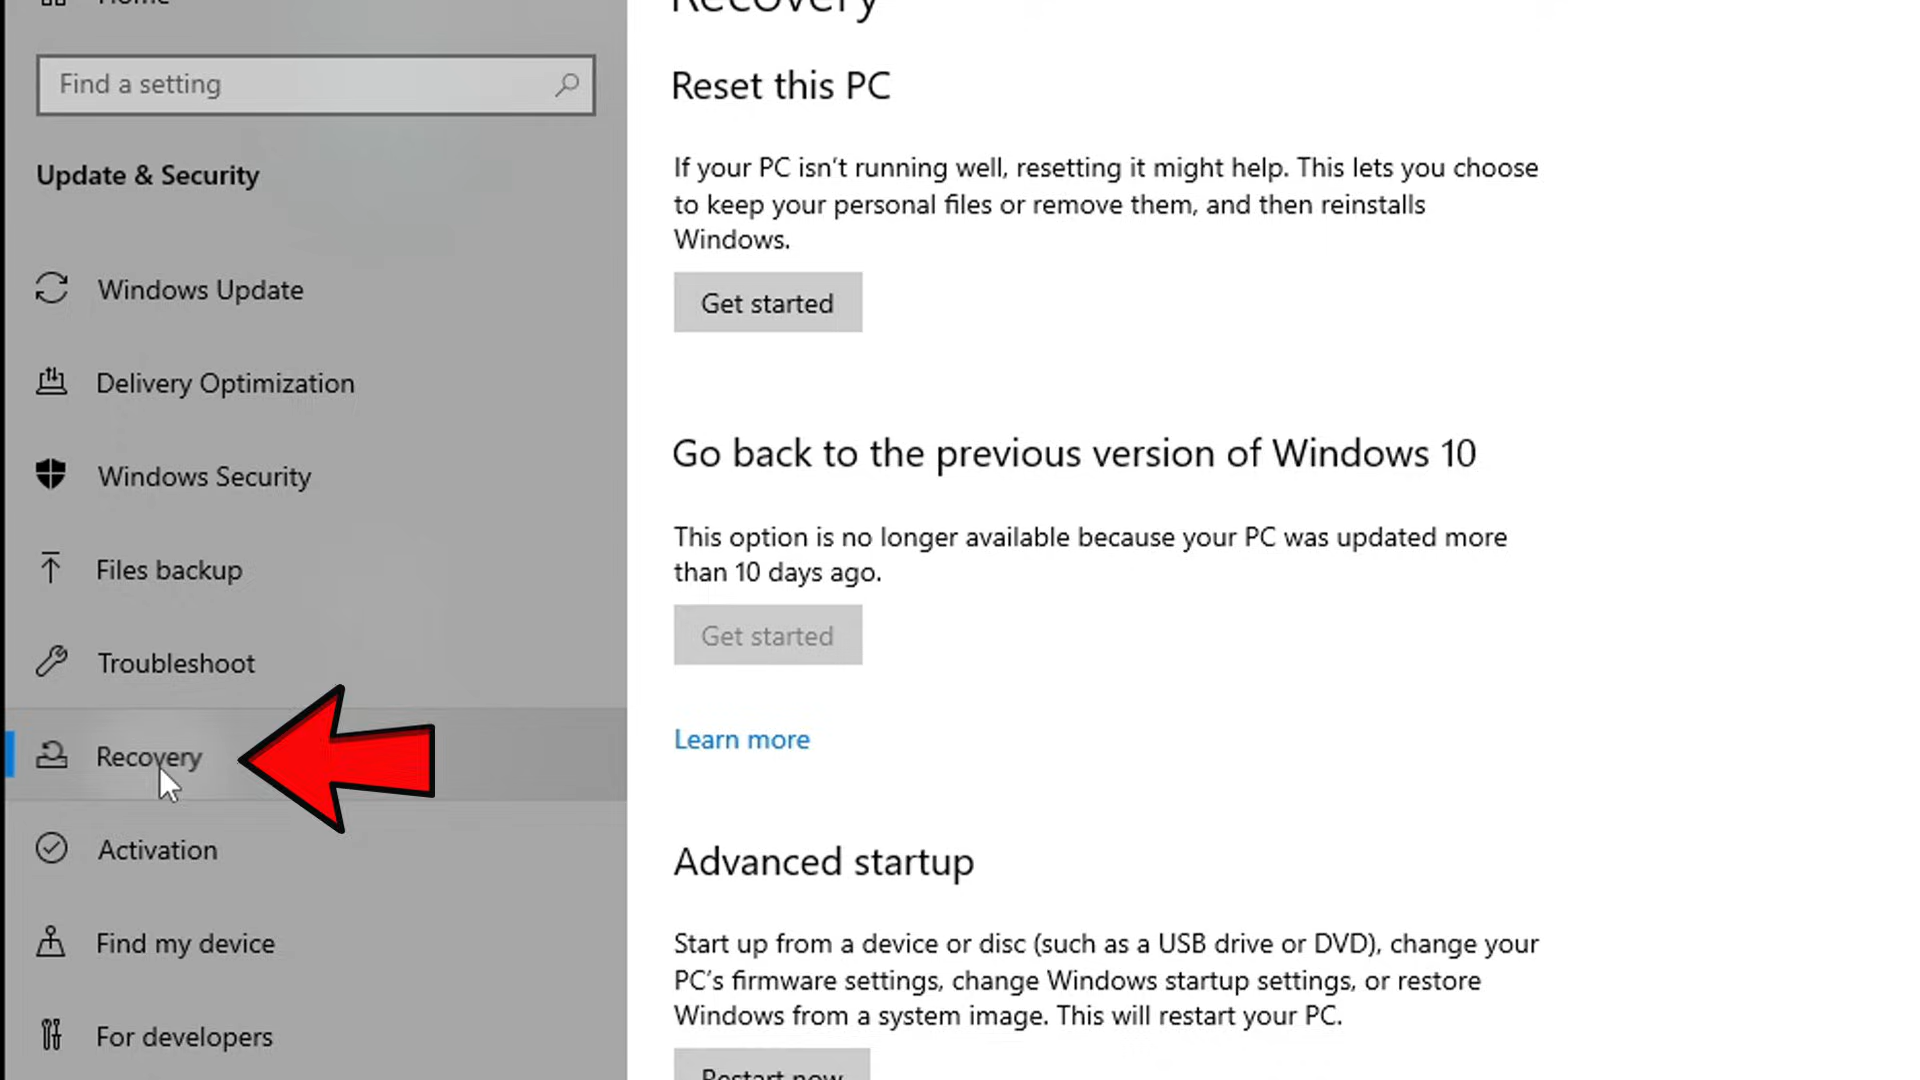 Home
Find a setting
Update & Security
Windows Update
Delivery Optimization
Windows Security
Files backup
Troubleshoot
Recovery
Activation
Find my device
For developers
Recovery
Reset this PC
If your PC isn’t running well, resetting it might help. This lets you choose
to keep your personal files or remove them, and then reinstalls
Windows.
Get started
Go back to the previous version of Windows 10
This option is no longer available because your PC was updated more
than 10 days ago.
Get started
Learn more
Advanced startup
Start up from a device or disc (such as a USB drive or DVD), change your
PC’s firmware settings, change Windows startup settings, or restore
Windows from a system image. This will restart your PC.
Restart now